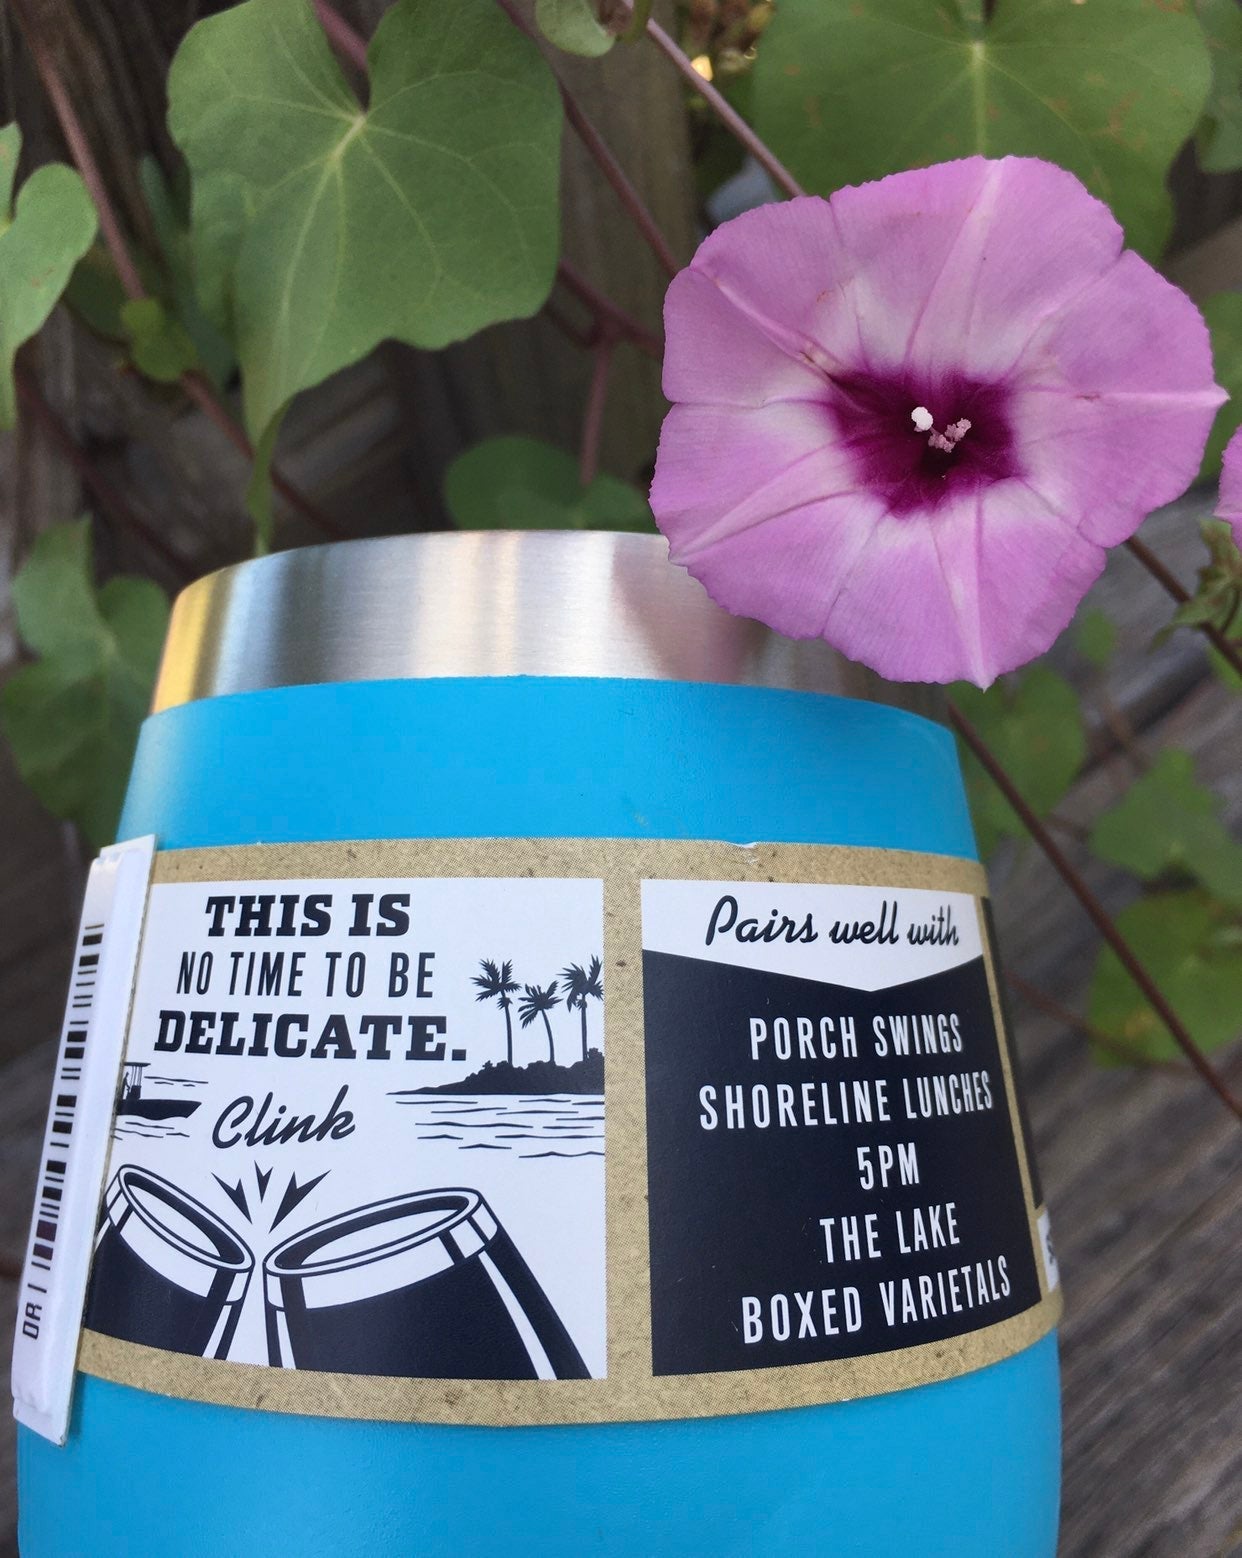 THIS IS
NO TIME TO BE
DELICATE.
Clink
Pairs well with
PORCH SWINGS
SHORELINE LUNCHES
5PM
THE LAKE
BOXED VARIETALS